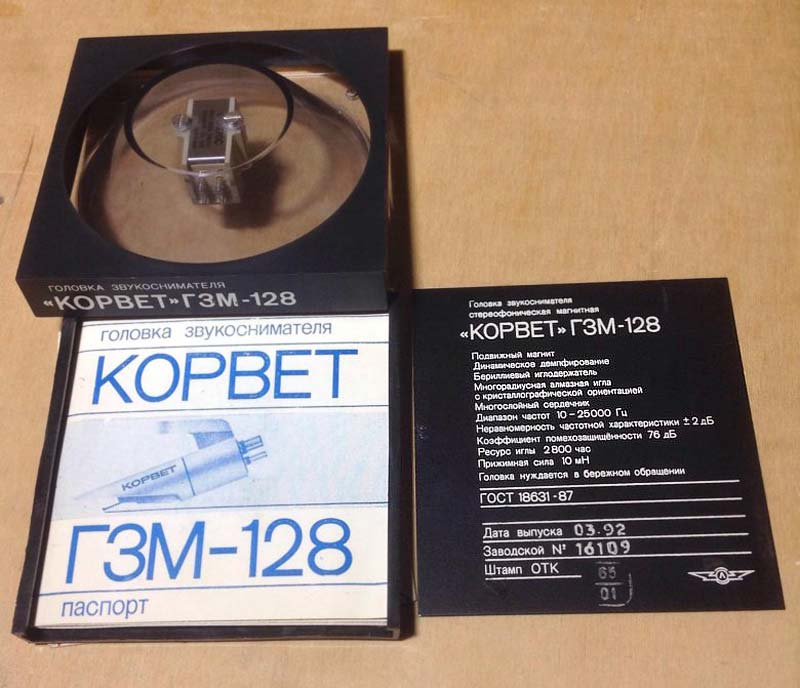 ГОЛОВКА ЗВУКОСНИМАТЕЛЯ
«КОРВЕТ» ГЗМ-128
головка звукоснимателя
КОРВЕТ
КОРВЕТ
ГЗМ-128
паспорт
Головка звукоснимателя
стереофоническая магнитная
«КОРВЕТ» ГЗМ-128
Подвижный магнит
Динамическое демпфирование
Бериллиевый иглодержатель
Многорадиусная алмазная игла
с кристаллографической ориентацией
Многослойный сердечник
Диапазон частот 10-25000 Гц
Неравномерность частотной характеристики ±2 дБ
Коэффициент помехозащищённости 76 дБ
Ресурс иглы 2800 час
Прижимная сила 10 мН
Головка нуждается в бережном обращении
ГОСТ 18631-87
Дата выпуска 03.92
Заводской № 16109
Штамп ОТК 65
01
Л